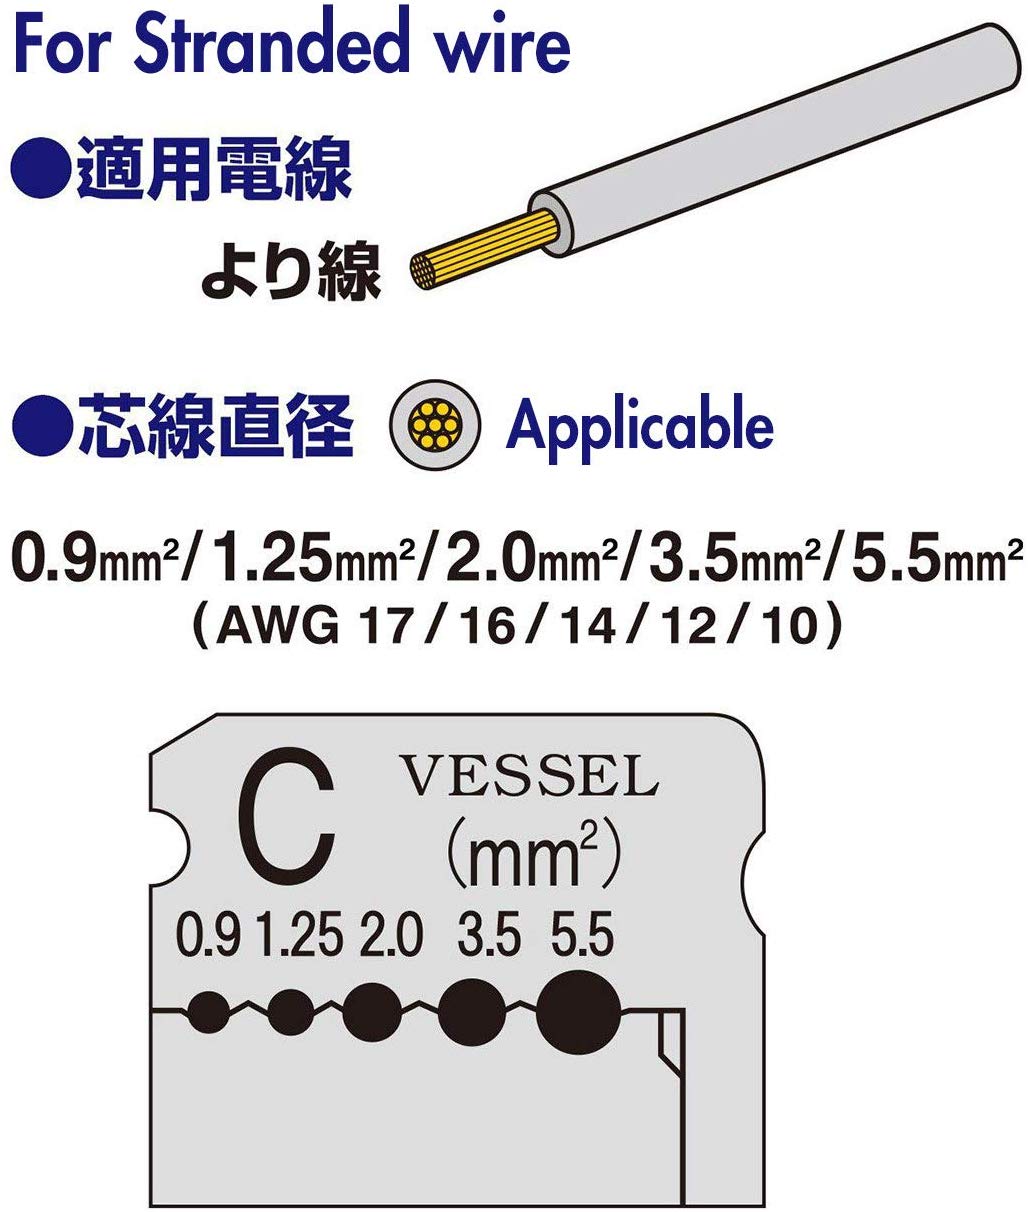 For Stranded wire
●適用電線
より線
●芯線直径 Applicable
0.9mm²/1.25mm²/2.0mm²/3.5mm²/5.5mm²
(AWG 17/16/14/12/10)
C VESSEL
(mm²)
0.9 1.25 2.0 3.5 5.5